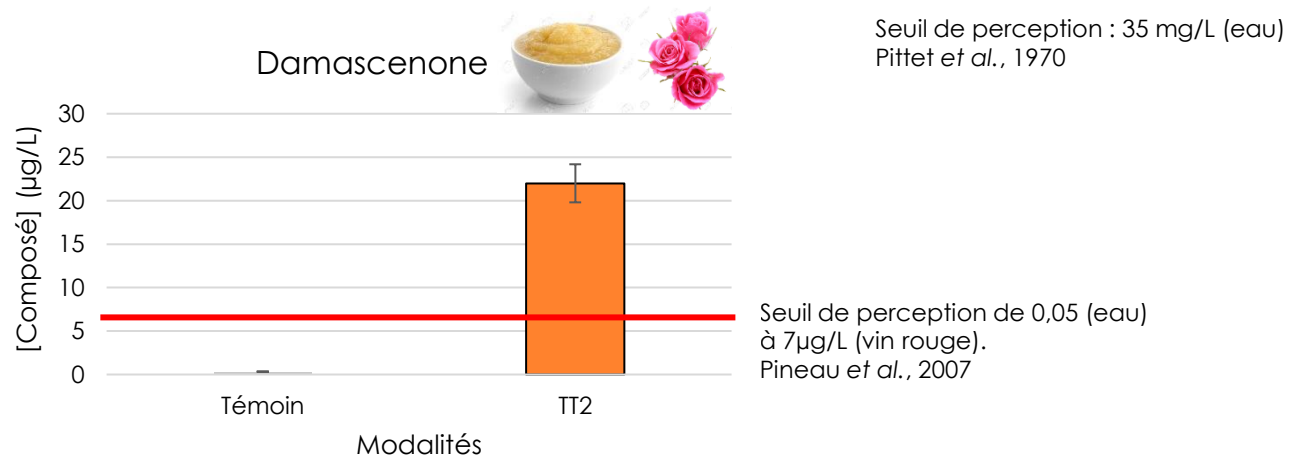 Seuil de perception : 35 mg/L (eau)
Pittet et al., 1970
Damascenone
[Composé] (µg/L)
30
25
20
15
10
5
0
Témoin
TT2
Modalités
Seuil de perception de 0,05 (eau)
à 7µg/L (vin rouge).
Pineau et al., 2007